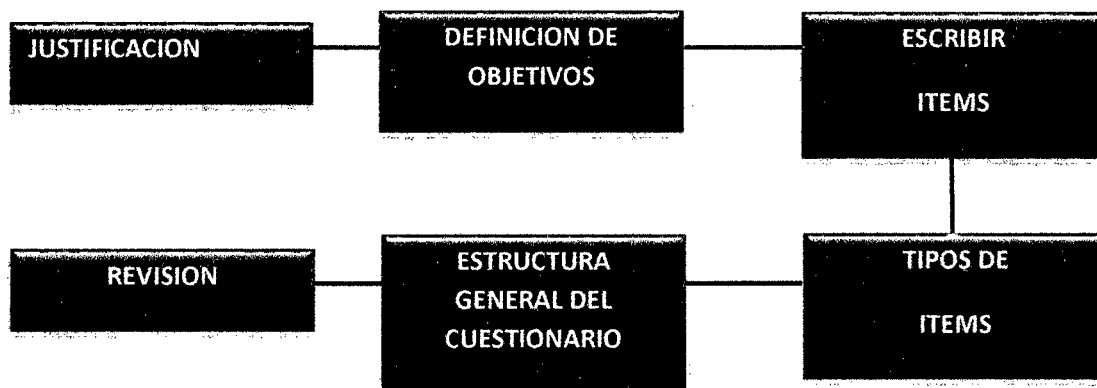 JUSTIFICACION
DEFINICION DE
OBJETIVOS
ESCRIBIR
ITEMS
REVISION
ESTRUCTURA
GENERAL DEL
CUESTIONARIO
TIPOS DE
ITEMS